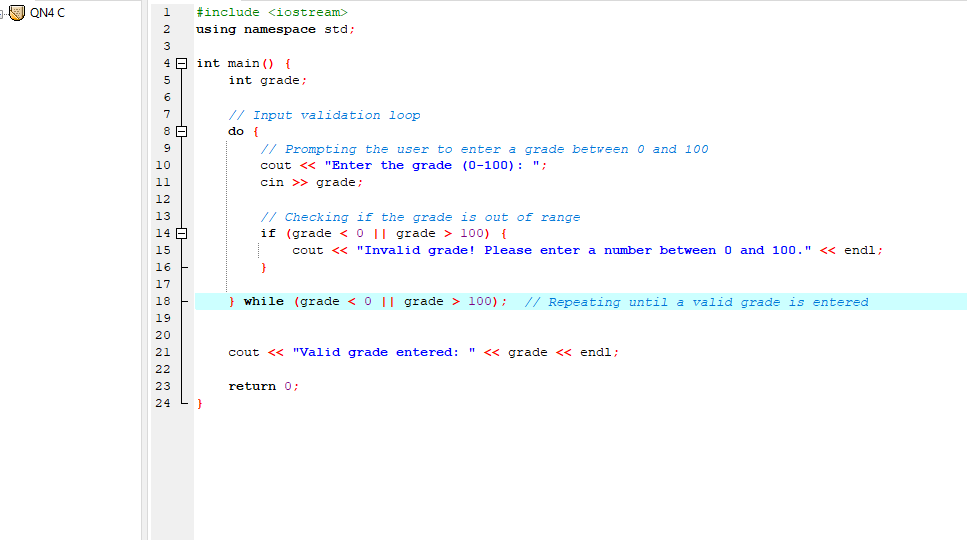 QN4 C
1 #include <iostream>
2 using namespace std;
3
4 int main() {
5     int grade;
6
7     // Input validation loop
8     do {
9         // Prompting the user to enter a grade between 0 and 100
10         cout << "Enter the grade (0-100): ";
11         cin >> grade;
12
13         // Checking if the grade is out of range
14         if (grade < 0 || grade > 100) {
15             cout << "Invalid grade! Please enter a number between 0 and 100." << endl;
16         }
17
18     } while (grade < 0 || grade > 100);  // Repeating until a valid grade is entered
19
20
21     cout << "Valid grade entered: " << grade << endl;
22
23     return 0;
24 }